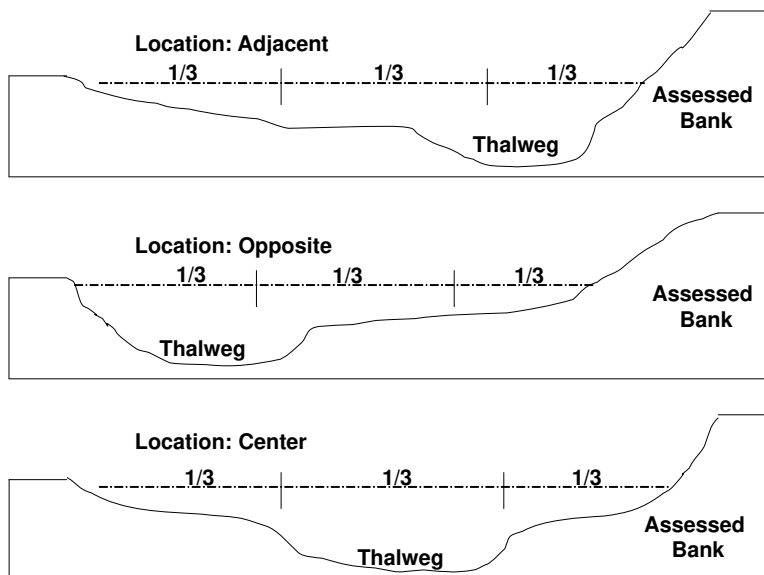 Location: Adjacent
1/3 1/3 1/3
Assessed
Bank
Thalweg
Location: Opposite
1/3 1/3 1/3
Assessed
Bank
Thalweg
Location: Center
1/3 1/3 1/3
Assessed
Bank
Thalweg